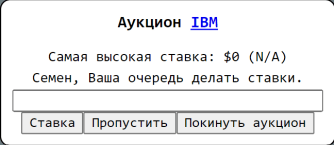 Аукцион IBM
Самая высокая ставка: $0 (N/A)
Семен, Ваша очередь делать ставки.
Ставка Пропустить Покинуть аукцион